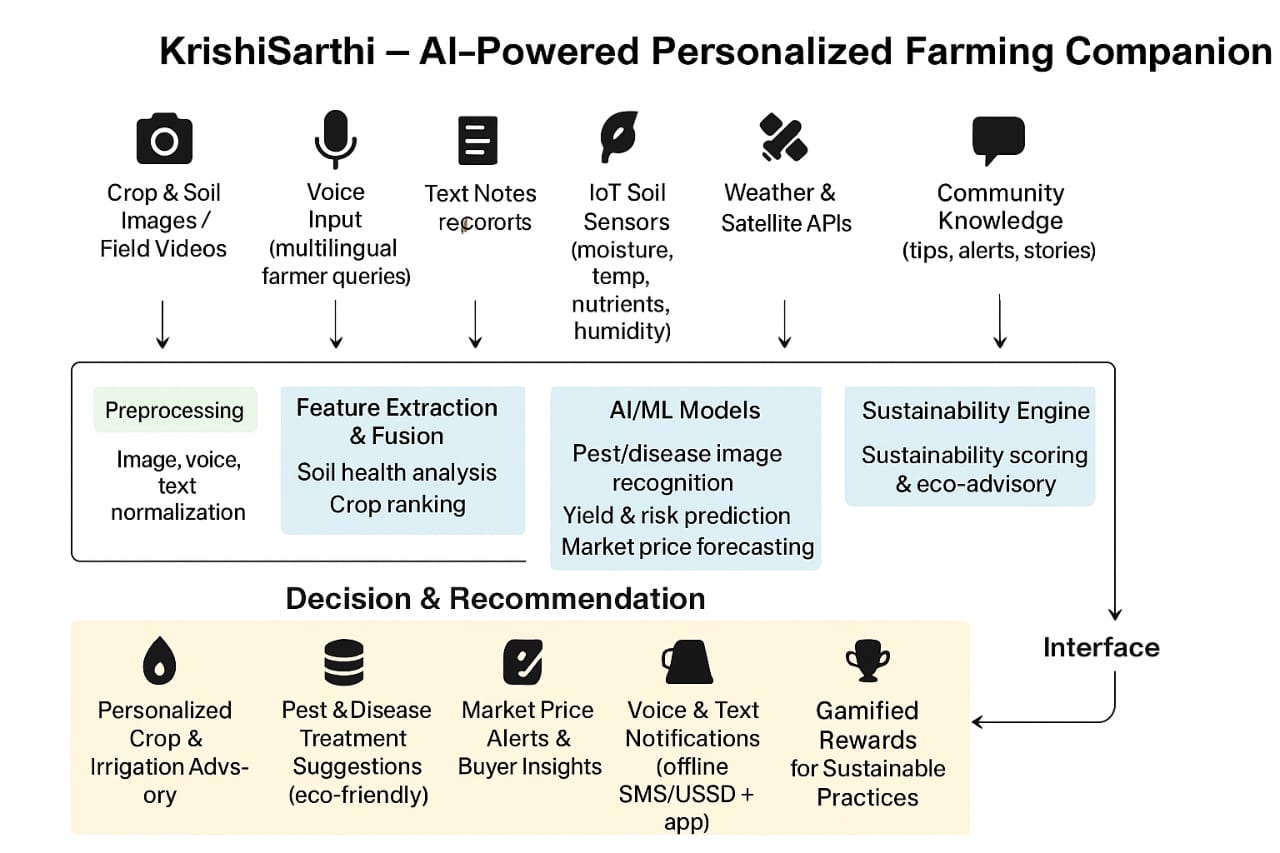 KrishiSarthi – AI–Powered Personalized Farming Companion
Crop & Soil
Images /
Field Videos
Voice
Input
(multilingual
farmer queries)
Text Notes
recororts
IoT Soil
Sensors
(moisture,
temp,
nutrients,
humidity)
Weather &
Satellite APIs
Community
Knowledge
(tips, alerts, stories)
Preprocessing
Image, voice,
text
normalization
Feature Extraction
& Fusion
Soil health analysis
Crop ranking
AI/ML Models
Pest/disease image
recognition
Yield & risk prediction
Market price forecasting
Sustainability Engine
Sustainability scoring
& eco-advisory
Decision & Recommendation
Interface
Personalized
Crop &
Irrigation Advs-
ory
Pest & Disease
Treatment
Suggestions
(eco-friendly)
Market Price
Alerts &
Buyer Insights
Voice & Text
Notifications
(offline
SMS/USSD +
app)
Gamified
Rewards
for Sustainable
Practices